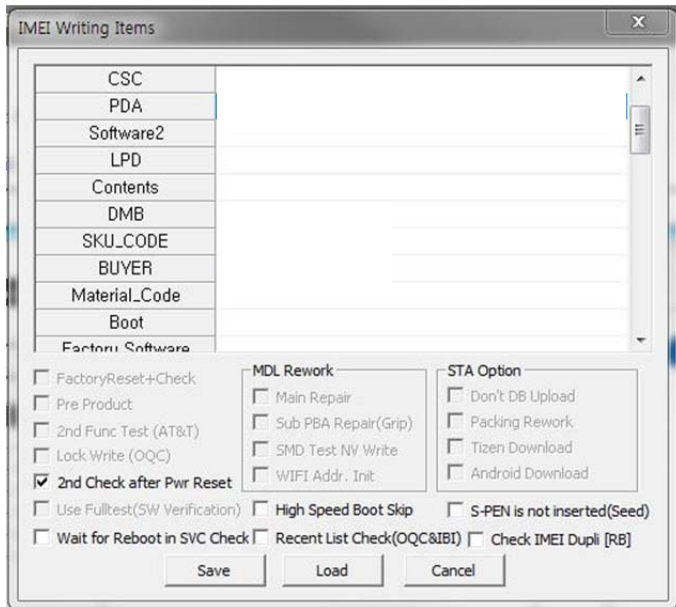 IMEI Writing Items
CSC
PDA
Software2
LPD
Contents
DMB
SKU_CODE
BUYER
Material_Code
Boot
Factory Software
FactoryReset+Check
Pre Product
2nd Func Test (AT&T)
Lock Write (OQC)
2nd Check after Pwr Reset
MDL Rework
Main Repair
Sub PBA Repair(Grip)
SMD Test NV Write
WIFI Addr. Init
STA Option
Don't DB Upload
Packing Rework
Tizen Download
Android Download
Use Fulltest(SW Verification)
High Speed Boot Skip
S-PEN is not inserted(Seed)
Wait for Reboot in SVC Check
Recent List Check(OQC&IBI)
Check IMEI Dupli [RB]
Save
Load
Cancel